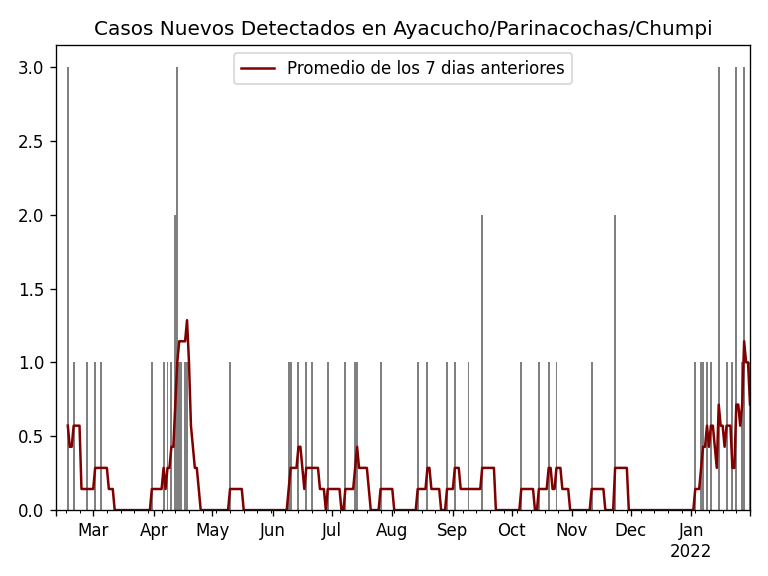 Casos Nuevos Detectados en Ayacucho/Parinacochas/Chumpi
Promedio de los 7 dias anteriores
3.0
2.5
2.0
1.5
1.0
0.5
0.0
Mar Apr May Jun Jul Aug Sep Oct Nov Dec Jan
2022